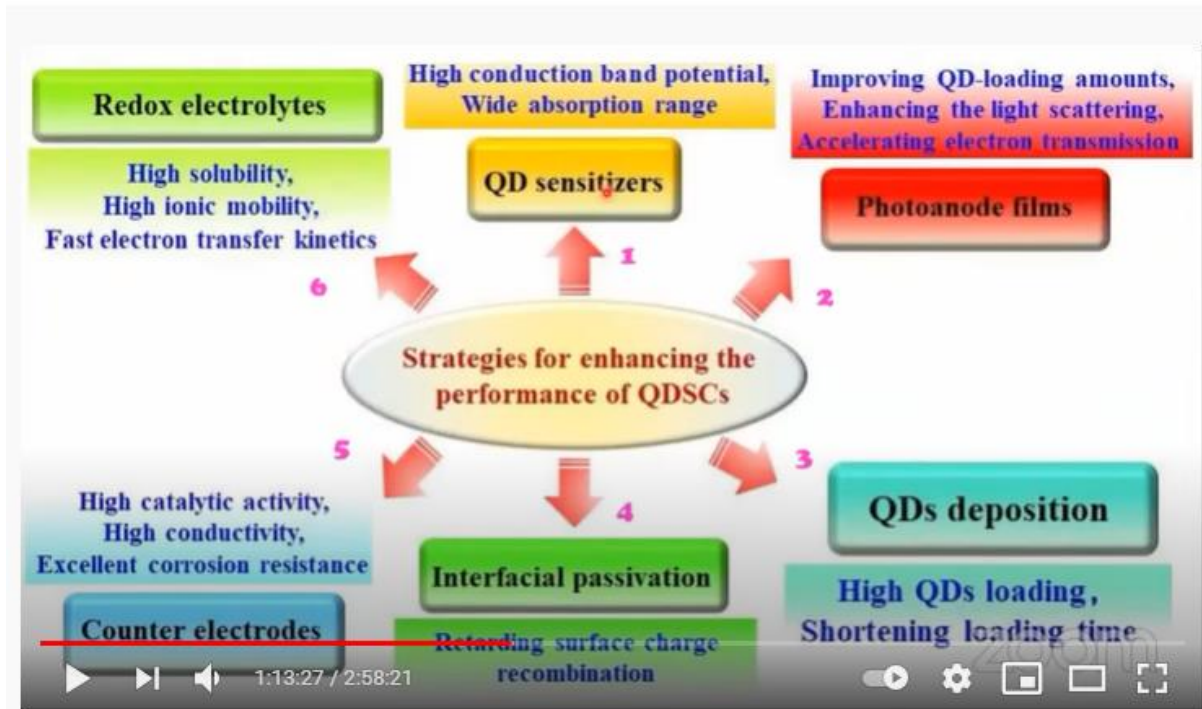 Redox electrolytes
High solubility,
High ionic mobility,
Fast electron transfer kinetics
High conduction band potential,
Wide absorption range
QD sensitizers
Improving QD-loading amounts,
Enhancing the light scattering,
Accelerating electron transmission
Photoanode films
1
2
3
4
5
6
Strategies for enhancing the
performance of QDSCs
High catalytic activity,
High conductivity,
Excellent corrosion resistance
Counter electrodes
Interfacial passivation
Retarding surface charge
recombination
QDs deposition
High QDs loading,
Shortening loading time
zoom
1:13:27 / 2:58:21